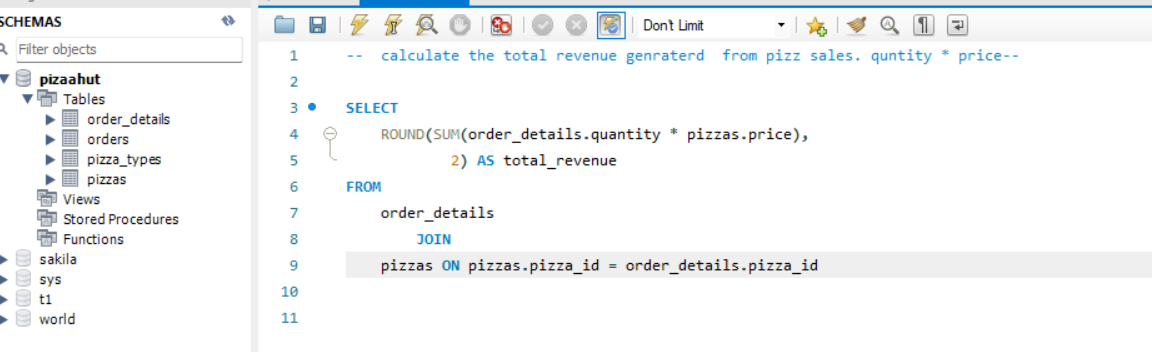 SCHEMAS
Filter objects
pizaahut
Tables
order_details
orders
pizza_types
pizzas
Views
Stored Procedures
Functions
sakila
sys
t1
world
Don't Limit
1 -- calculate the total revenue genraterd from pizz sales. quntity * price--
2
3 SELECT
4 ROUND(SUM(order_details.quantity * pizzas.price),
5 2) AS total_revenue
6 FROM
7 order_details
8 JOIN
9 pizzas ON pizzas.pizza_id = order_details.pizza_id
10
11